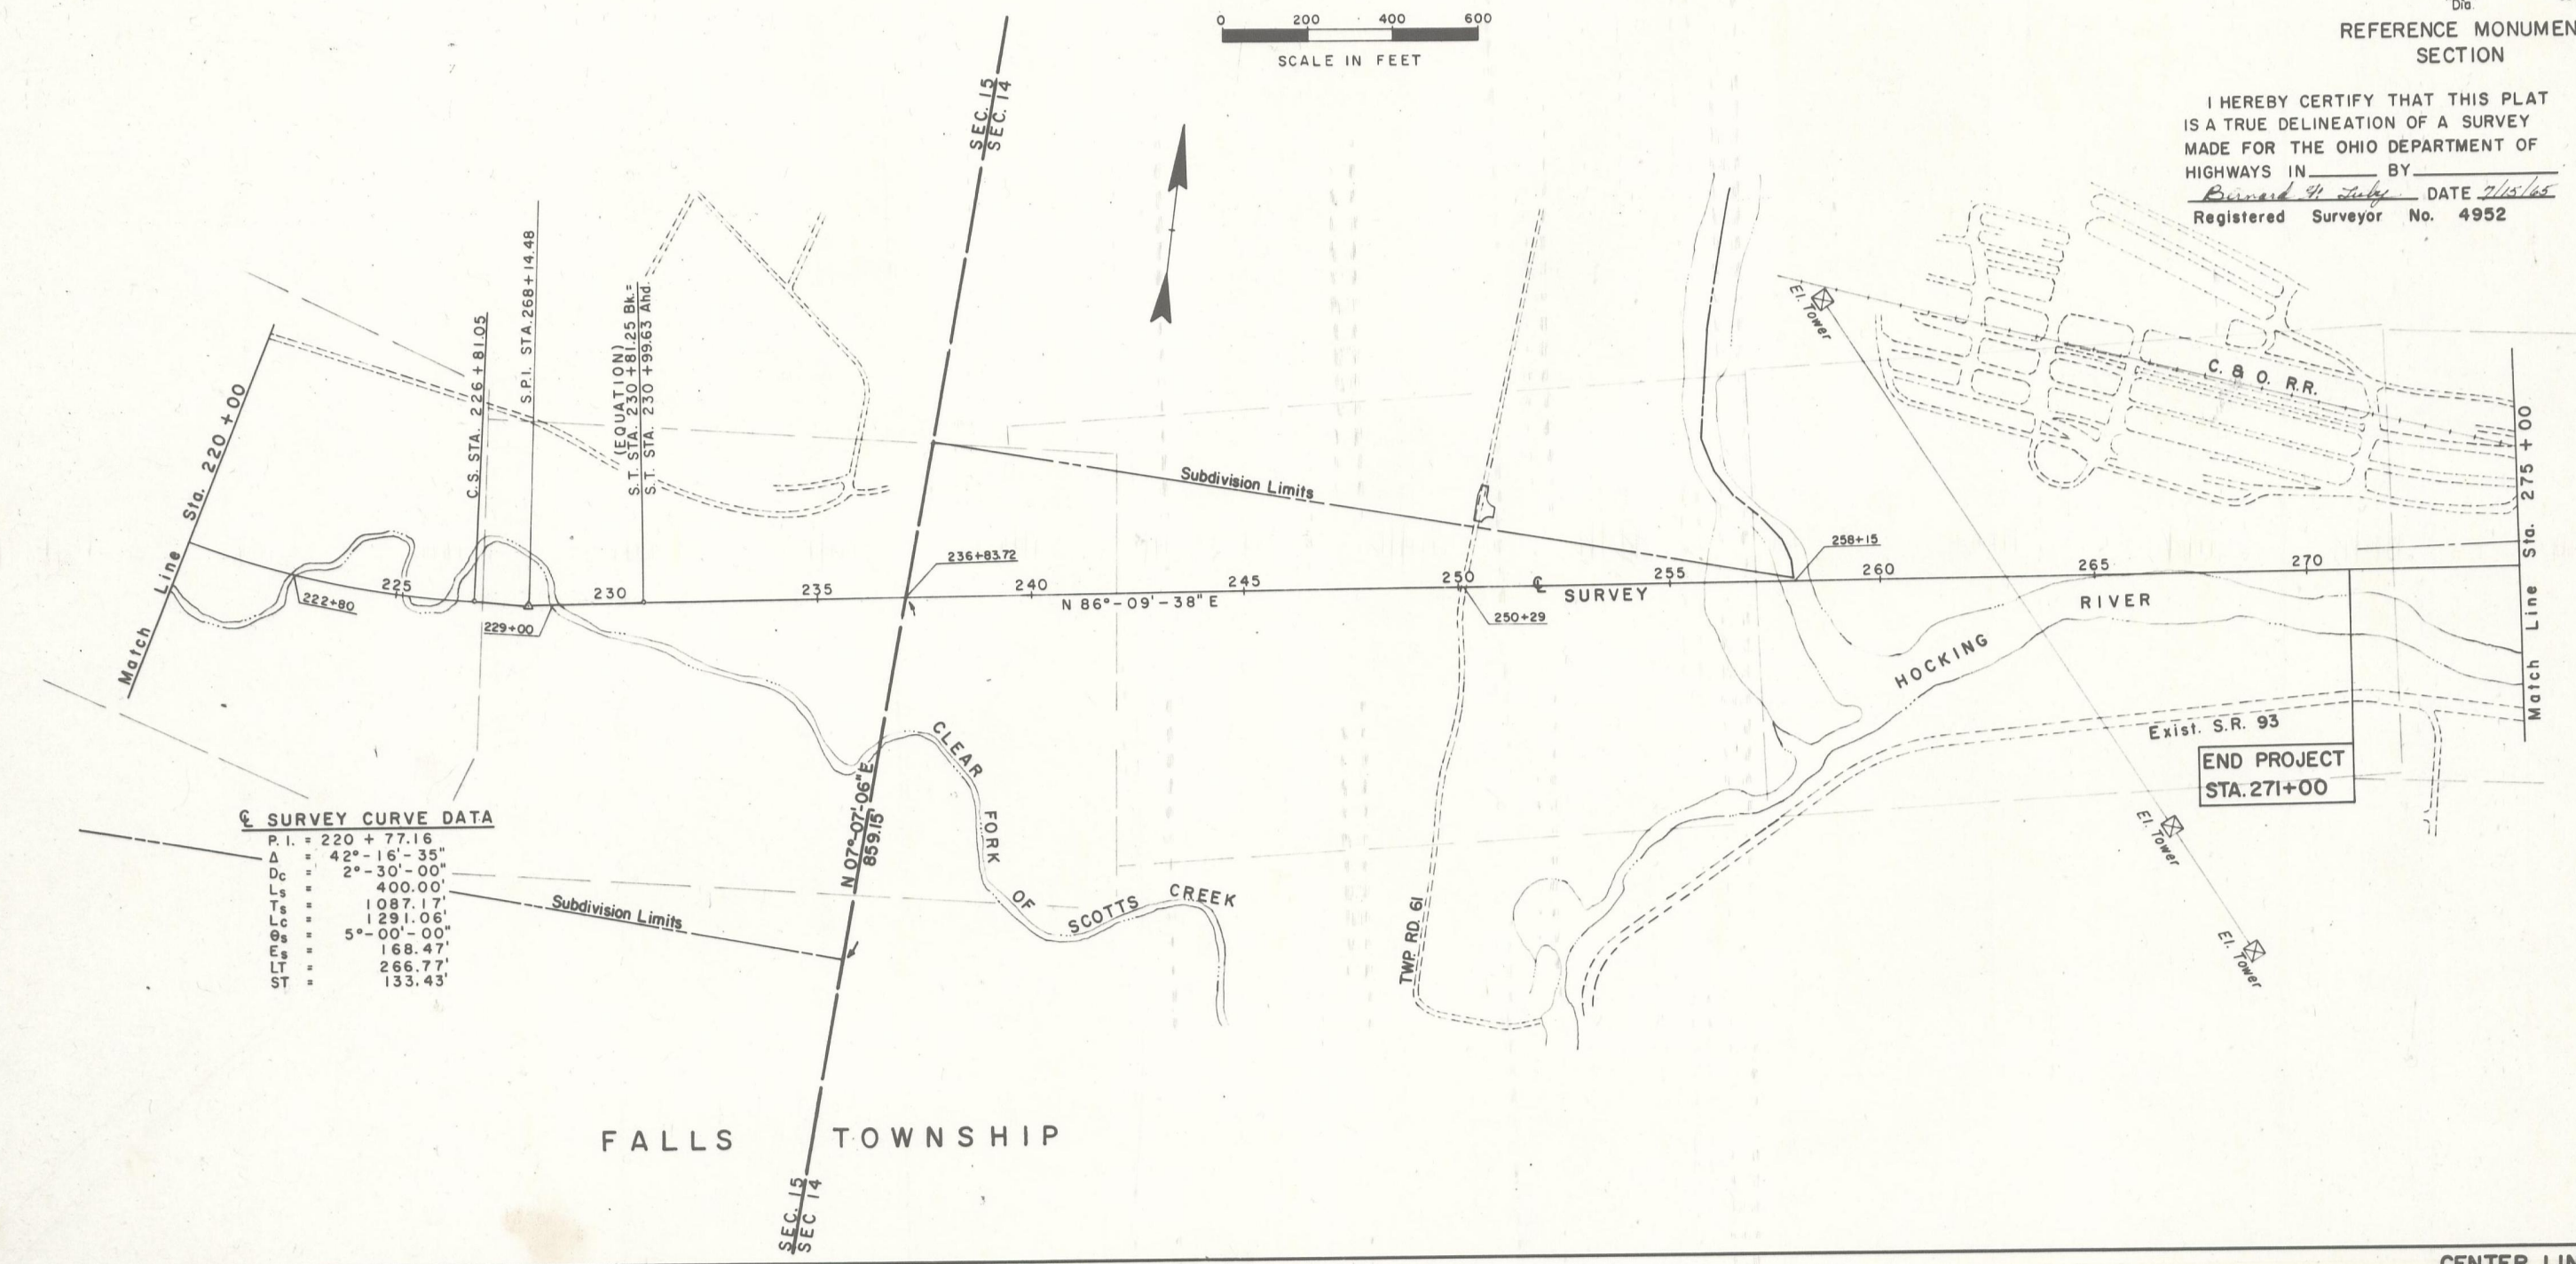 0 200 400 600
SCALE IN FEET
Dia.
REFERENCE MONUMEN
SECTION
I HEREBY CERTIFY THAT THIS PLAT
IS A TRUE DELINEATION OF A SURVEY
MADE FOR THE OHIO DEPARTMENT OF
HIGHWAYS IN BY
Bernard DATE 7/15/65
Registered Surveyor No. 4952
SEC. 15
SEC. 14
Match Line Sta. 220+00
C.S. STA. 226+81.05
S.P.I. STA. 268+14.48
(EQUATION)
S.T. STA. 230+81.25 Bk.=
S.T. STA. 230+99.63 Ahd.
El. Tower
C. & O. R.R.
Subdivision Limits
Match Line Sta. 275+00
236+83.72
258+15
225 230 235 240 245 250 255 260 265 270
222+80
229+00
N 86°-09'-38" E
℄ SURVEY
250+29
HOCKING RIVER
CLEAR FORK OF SCOTTS CREEK
N 07°-07'-06" E
859.15'
Exist. S.R. 93
END PROJECT
STA. 271+00
℄ SURVEY CURVE DATA
P.I. = 220 + 77.16
Δ = 42°-16'-35"
Dc = 2°-30'-00"
Ls = 400.00'
Ts = 1087.17'
Lc = 1291.06'
Θs = 5°-00'-00"
Es = 168.47'
LT = 266.77'
ST = 133.43'
Subdivision Limits
TWP. RD. 61
El. Tower
El. Tower
FALLS TOWNSHIP
SEC. 15
SEC 14
CENTER LIN